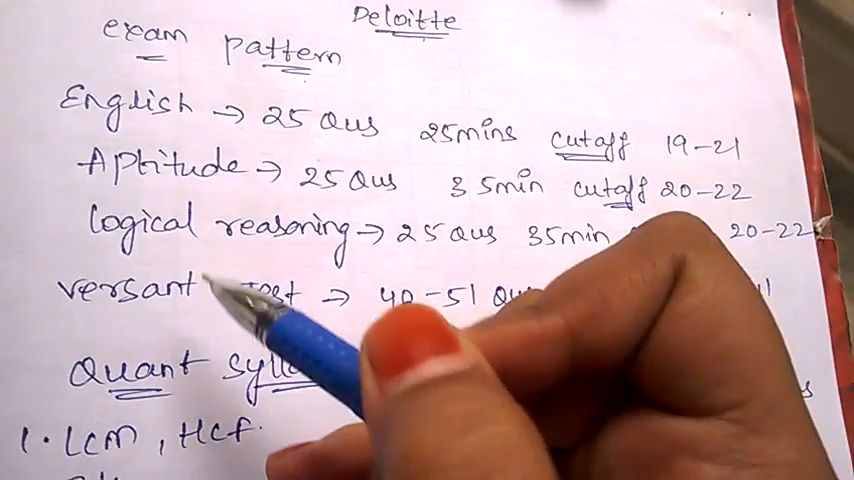 Deloitte
exam pattern
English → 25 Qus 25mins cutoff 19-21
Aptitude → 25 Qus 35min cutoff 20-22
Logical reasoning → 25 Qus 35min 20-22
Versant test → 40-51
Quant
1. LCM, HCF.